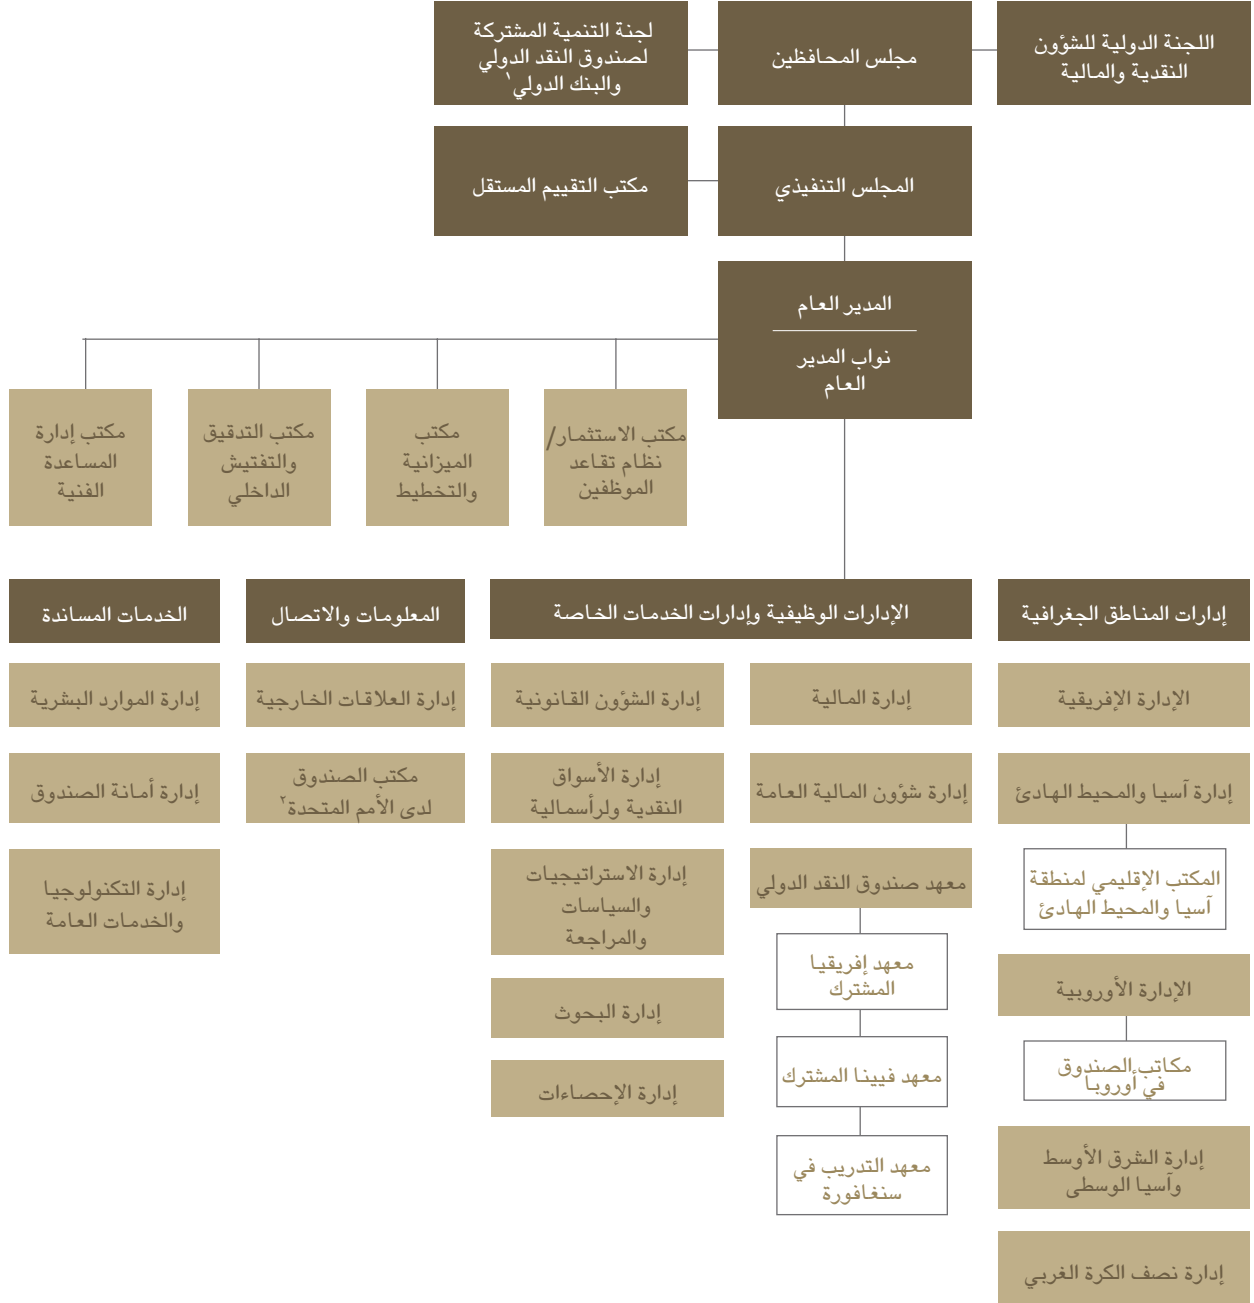 اللجنة الدولية للشؤون
النقدية والمالية
مجلس المحافظين
لجنة التنمية المشتركة
لصندوق النقد الدولي
والبنك الدولي١
المجلس التنفيذي
مكتب التقييم المستقل
المدير العام
نواب المدير
العام
مكتب الاستثمار/
نظام تقاعد
الموظفين
مكتب
الميزانية
والتخطيط
مكتب التدقيق
والتفتيش
الداخلي
مكتب إدارة
المساعدة
الفنية
إدارات المناطق الجغرافية
الإدارة الإفريقية
إدارة آسيا والمحيط الهادئ
المكتب الإقليمي لمنطقة
آسيا والمحيط الهادئ
الإدارة الأوروبية
مكاتب الصندوق
في أوروبا
إدارة الشرق الأوسط
وآسيا الوسطى
إدارة نصف الكرة الغربي
الإدارات الوظيفية وإدارات الخدمات الخاصة
إدارة المالية
إدارة شؤون المالية العامة
معهد صندوق النقد الدولي
معهد إفريقيا
المشترك
معهد فيينا المشترك
معهد التدريب في
سنغافورة
إدارة الشؤون القانونية
إدارة الأسواق
النقدية ولرأسمالية
إدارة الاستراتيجيات
والسياسات
والمراجعة
إدارة البحوث
إدارة الإحصاءات
المعلومات والاتصال
إدارة العلاقات الخارجية
مكتب الصندوق
لدى الأمم المتحدة٢
الخدمات المساندة
إدارة الموارد البشرية
إدارة أمانة الصندوق
إدارة التكنولوجيا
والخدمات العامة